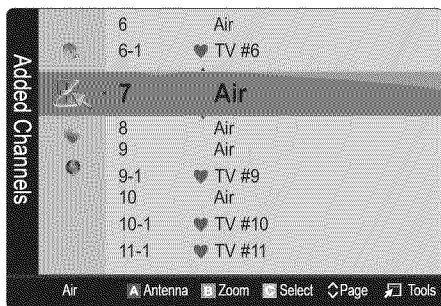 Added Channels
6 Air
6-1 ♥ TV #6
7 Air
8 Air
9 Air
9-1 ♥ TV #9
10 Air
10-1 ♥ TV #10
11-1 ♥ TV #11
Air A Antenna B Zoom C Select Page Tools